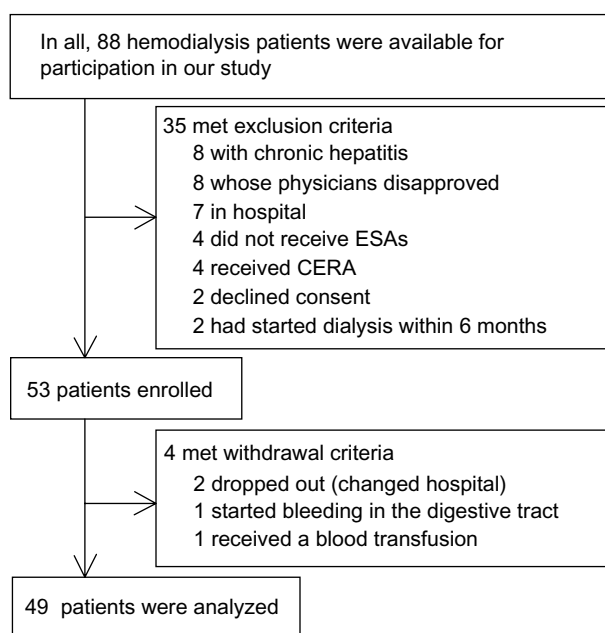 In all, 88 hemodialysis patients were available for
participation in our study
35 met exclusion criteria
8 with chronic hepatitis
8 whose physicians disapproved
7 in hospital
4 did not receive ESAs
4 received CERA
2 declined consent
2 had started dialysis within 6 months
53 patients enrolled
4 met withdrawal criteria
2 dropped out (changed hospital)
1 started bleeding in the digestive tract
1 received a blood transfusion
49 patients were analyzed